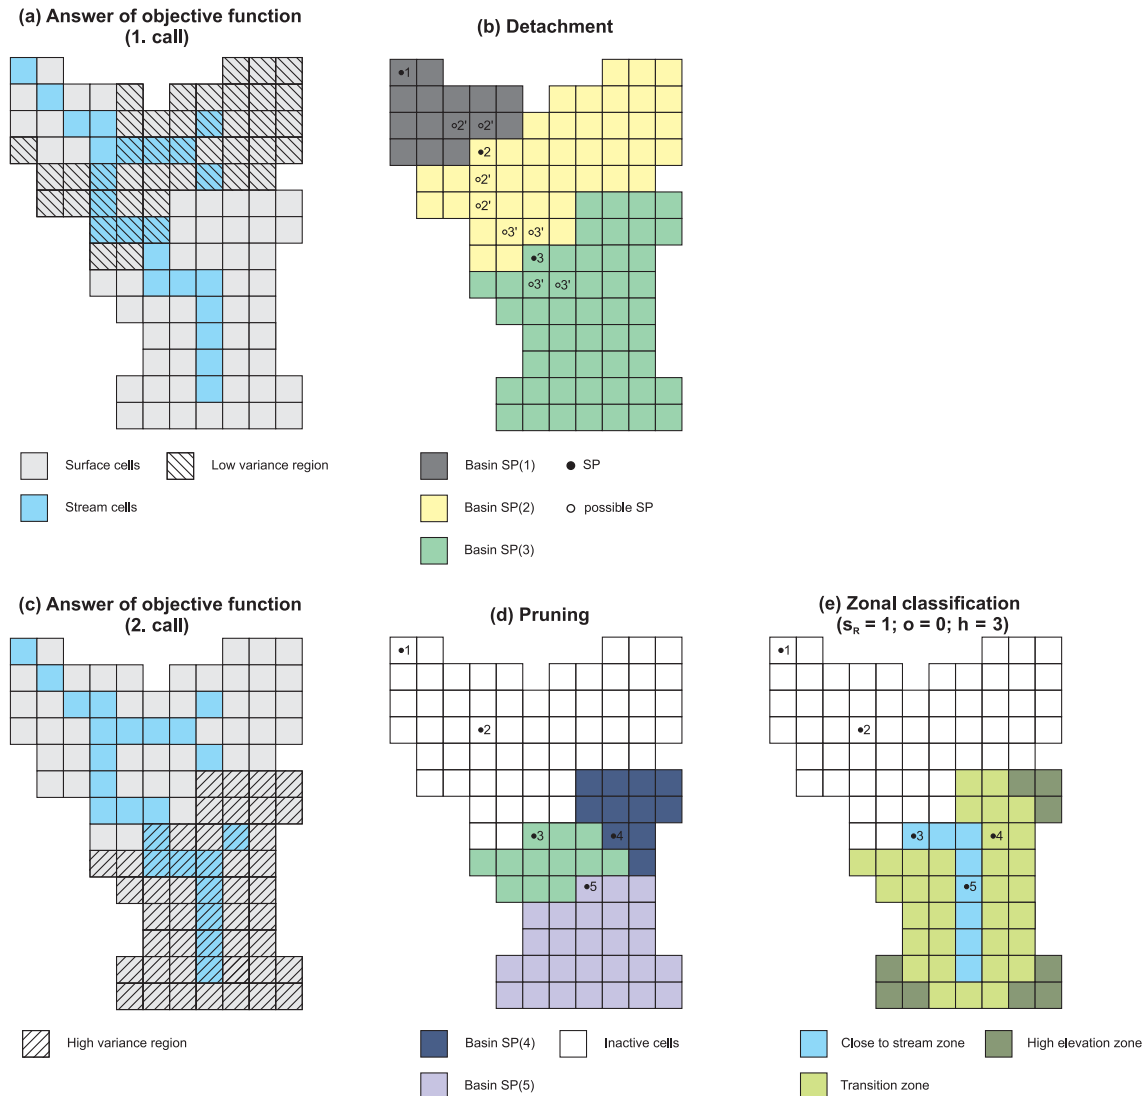 (a) Answer of objective function
(1. call)
(b) Detachment
1
2' 2'
2
2'
2'
3' 3'
3
3' 3'
Surface cells
Low variance region
Stream cells
Basin SP(1)
SP
Basin SP(2)
possible SP
Basin SP(3)
(c) Answer of objective function
(2. call)
(d) Pruning
(e) Zonal classification
(sR = 1; o = 0; h = 3)
1
2
3
4
5
1
2
3
4
5
High variance region
Basin SP(4)
Inactive cells
Basin SP(5)
Close to stream zone
High elevation zone
Transition zone